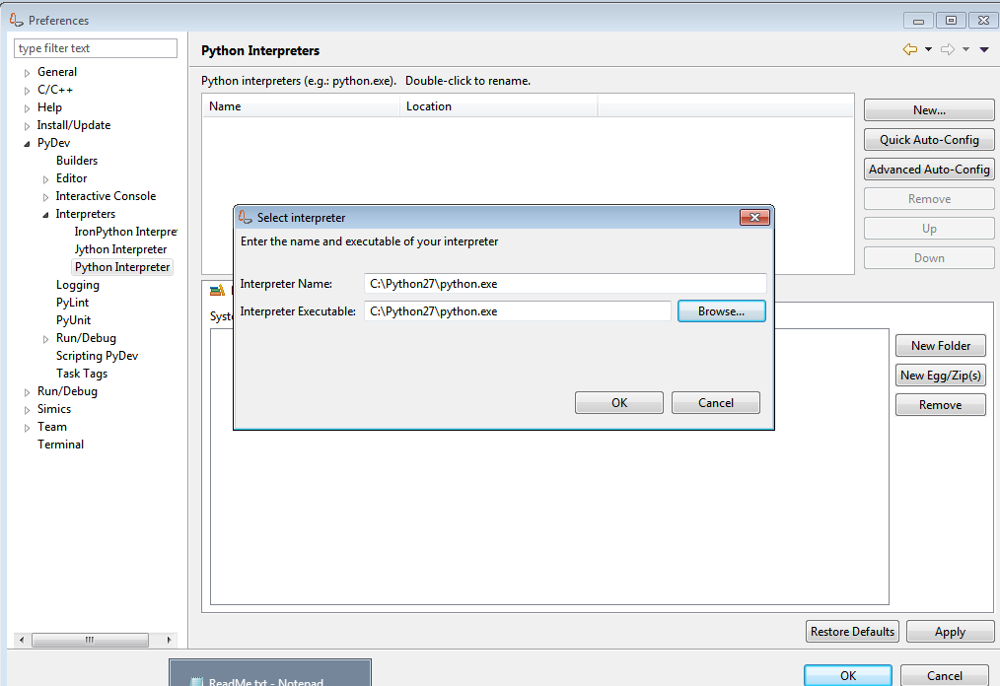 Preferences
type filter text
General
C/C++
Help
Install/Update
PyDev
Builders
Editor
Interactive Console
Interpreters
IronPython Interpre
Jython Interpreter
Python Interpreter
Logging
PyLint
PyUnit
Run/Debug
Scripting PyDev
Task Tags
Run/Debug
Simics
Team
Terminal
Python Interpreters
Python interpreters (e.g.: python.exe). Double-click to rename.
Name Location
New...
Quick Auto-Config
Advanced Auto-Config
Remove
Up
Down
Select interpreter
Enter the name and executable of your interpreter
Interpreter Name: C:\Python27\python.exe
Interpreter Executable: C:\Python27\python.exe Browse...
OK Cancel
Syste
New Folder
New Egg/Zip(s)
Remove
Restore Defaults Apply
OK Cancel
ReadMe.txt - Notepad